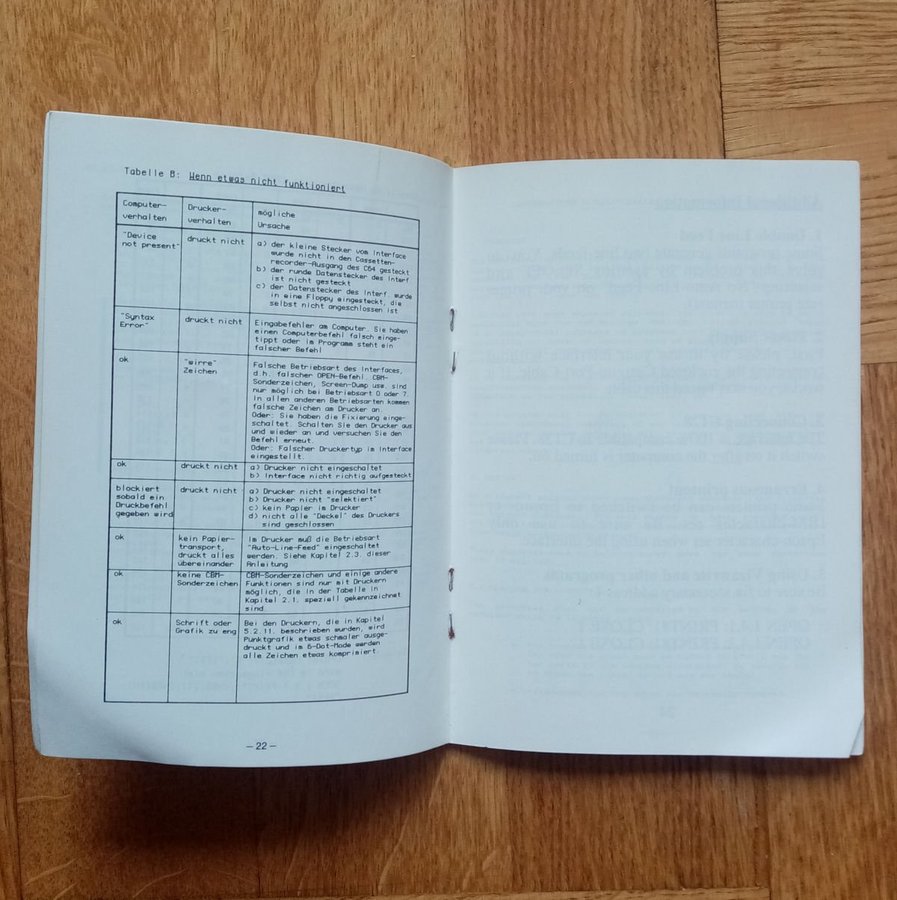 Tabelle B: Wenn etwas nicht funktioniert
Computer-
verhalten
Drucker-
verhalten
mögliche
Ursache
"Device
not present"
druckt nicht
a) der kleine Stecker vom Interface
wurde nicht in den Cassetten-
recorder-Ausgang des C64 gesteckt
b) der runde Datenstecker des Interf.
ist nicht gesteckt
c) der Datenstecker des Interf. wurde
in eine Floppy eingesteckt, die
selbst nicht angeschlossen ist
"Syntax
Error"
druckt nicht
Eingabefehler am Computer. Sie haben
einen Computerbefehl falsch einge-
tippt oder im Programm steht ein
falscher Befehl
ok
"wirre"
Zeichen
Falsche Betriebsart des Interfaces,
d.h. falscher OPEN-Befehl. CBM-
Sonderzeichen, Screen-Dump usw. sind
nur möglich bei Betriebsart 0 oder 7.
In allen anderen Betriebsarten kommen
falsche Zeichen am Drucker an.
Oder: Sie haben die Fixierung einge-
schaltet. Schalten Sie den Drucker aus
und wieder an und versuchen Sie den
Befehl erneut.
Oder: Falscher Druckertyp im Interface
eingestellt.
ok
druckt nicht
a) Drucker nicht eingeschaltet
b) Interface nicht richtig aufgesteckt
blockiert
sobald ein
Druckbefehl
gegeben wird
druckt nicht
a) Drucker nicht eingeschaltet
b) Drucker nicht "selektiert"
c) kein Papier im Drucker
d) nicht alle "Deckel" des Druckers
sind geschlossen
ok
kein Papier-
transport,
druckt alles
übereinander
Im Drucker muß die Betriebsart
"Auto-Line-Feed" eingeschaltet
werden. Siehe Kapitel 2.3. dieser
Anleitung
ok
keine CBM-
Sonderzeichen
CBM-Sonderzeichen und einige andere
Funktionen sind nur mit Druckern
möglich, die in der Tabelle in
Kapitel 2.1. speziell gekennzeichnet
sind.
ok
Schrift oder
Grafik zu eng
Bei den Druckern, die in Kapitel
5.2.11. beschrieben wurden, wird
Punktgrafik etwas schmaler ausge-
druckt und im 6-Dot-Mode werden
alle Zeichen etwas komprimiert.
— 22 —